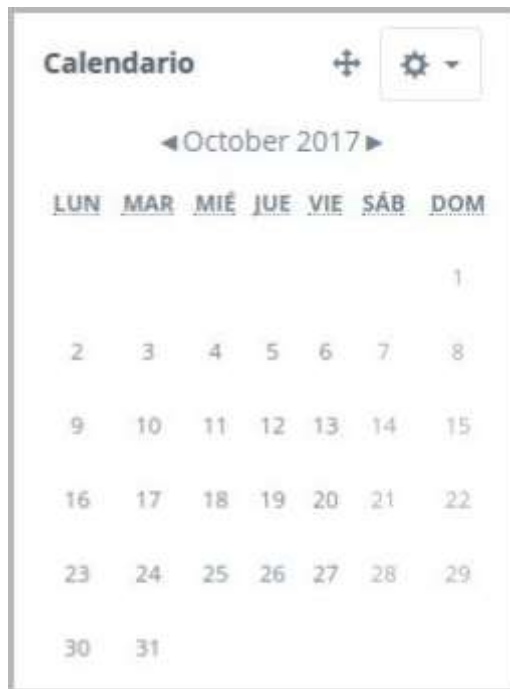 Calendario
◄October 2017►
LUN MAR MIÉ JUE VIE SÁB DOM
1
2 3 4 5 6 7 8
9 10 11 12 13 14 15
16 17 18 19 20 21 22
23 24 25 26 27 28 29
30 31